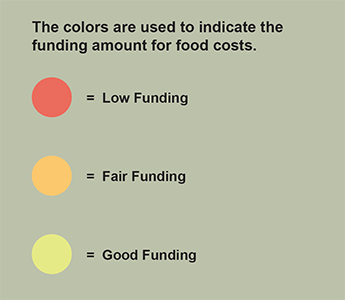 The colors are used to indicate the
funding amount for food costs.
= Low Funding
= Fair Funding
= Good Funding